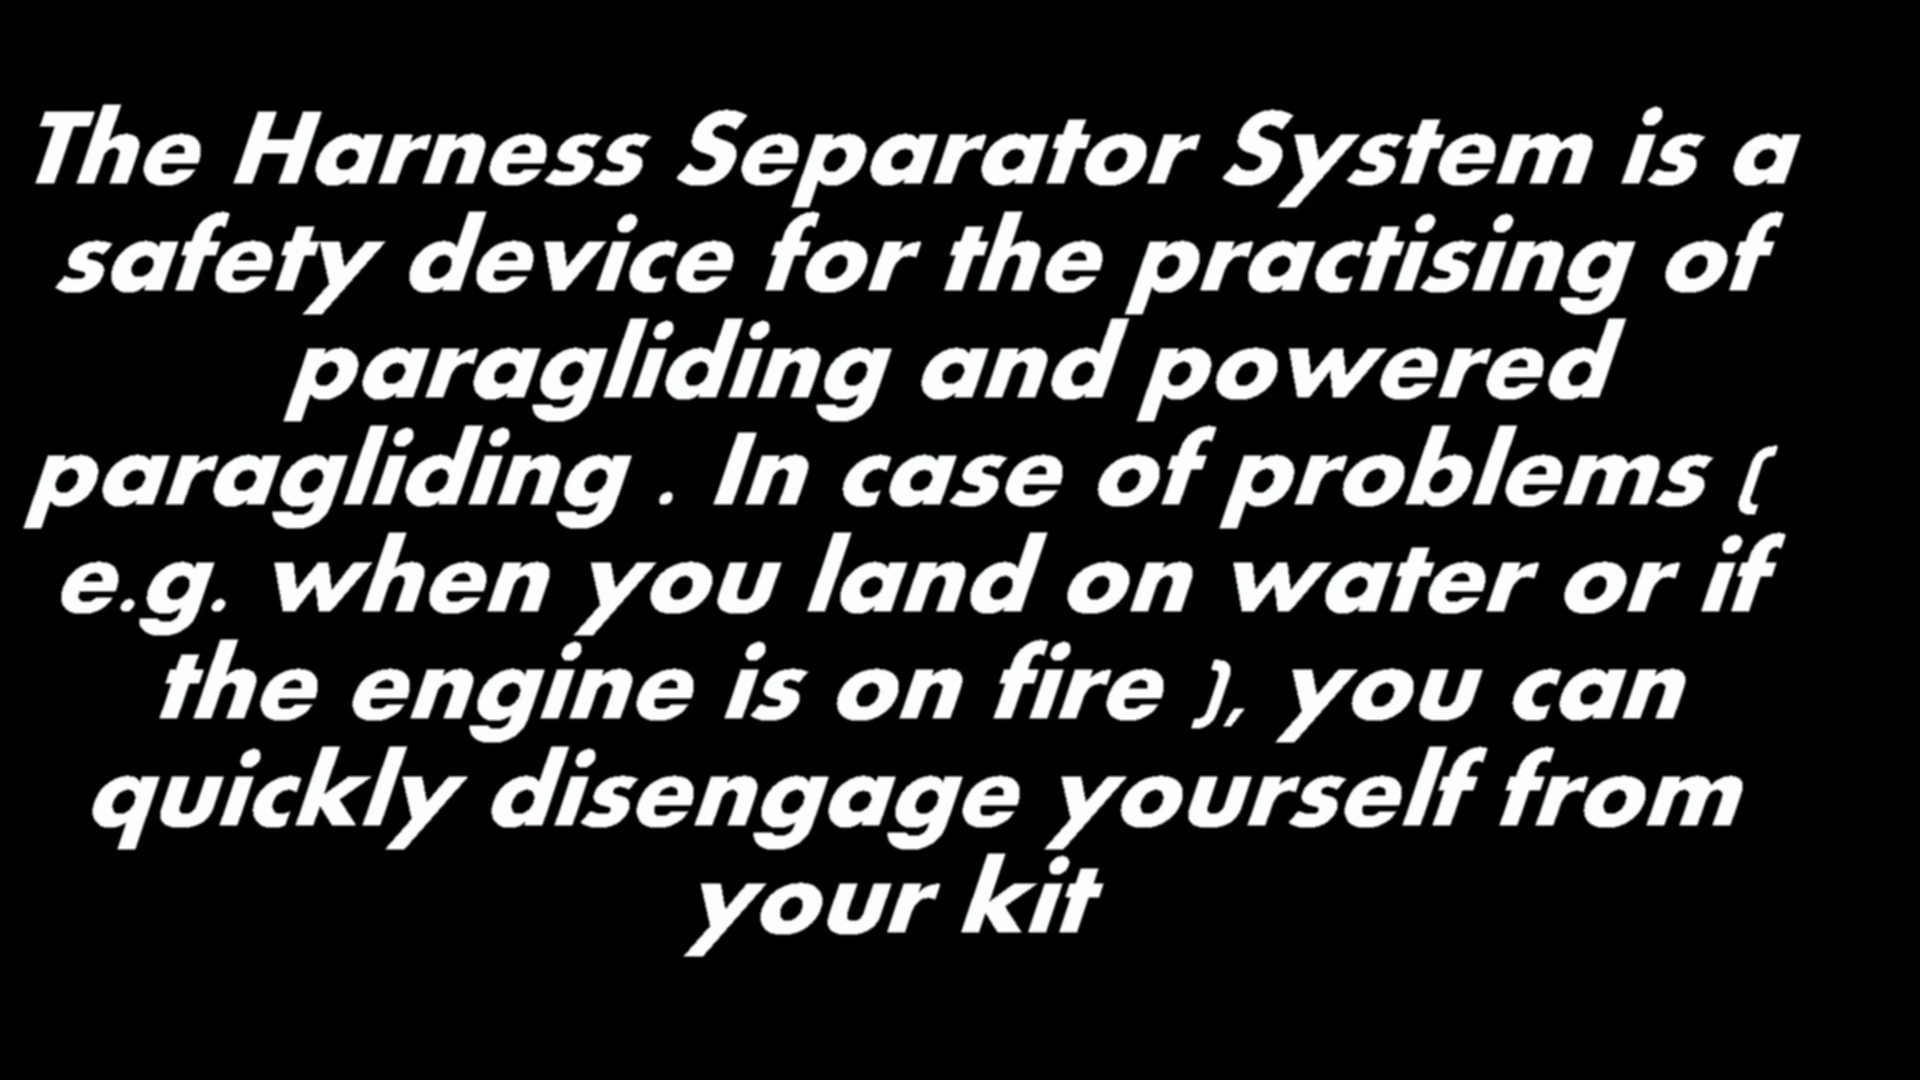 The Harness Separator System is a
safety device for the practising of
paragliding and powered
paragliding . In case of problems (
e.g. when you land on water or if
the engine is on fire ), you can
quickly disengage yourself from
your kit